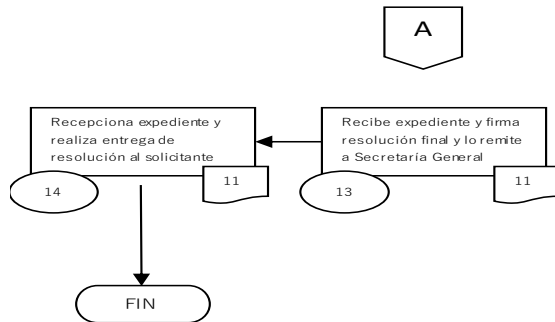 A
Recepciona expediente y
realiza entrega de
resolución al solicitante
14
11
Recibe expediente y firma
resolución final y lo remite
a Secretaría General
13
11
FIN